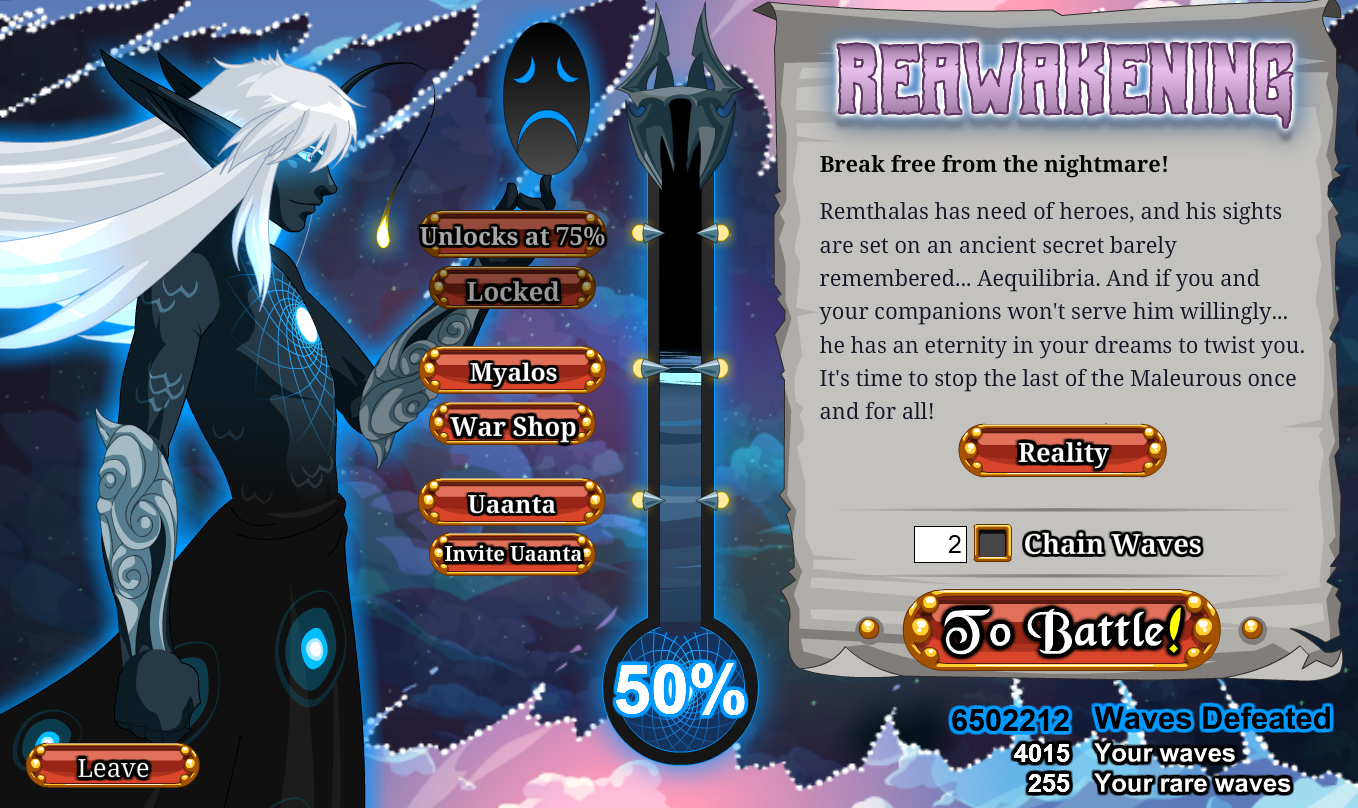 REAWAKENING
Break free from the nightmare!
Remthalas has need of heroes, and his sights
are set on an ancient secret barely
remembered... Aequilibria. And if you and
your companions won't serve him willingly...
he has an eternity in your dreams to twist you.
It's time to stop the last of the Maleurous once
and for all!
Reality
2 Chain Waves
To Battle!
Unlocks at 75%
Locked
Myalos
War Shop
Uaanta
Invite Uaanta
50%
Leave
6502212 Waves Defeated
4015 Your waves
255 Your rare waves